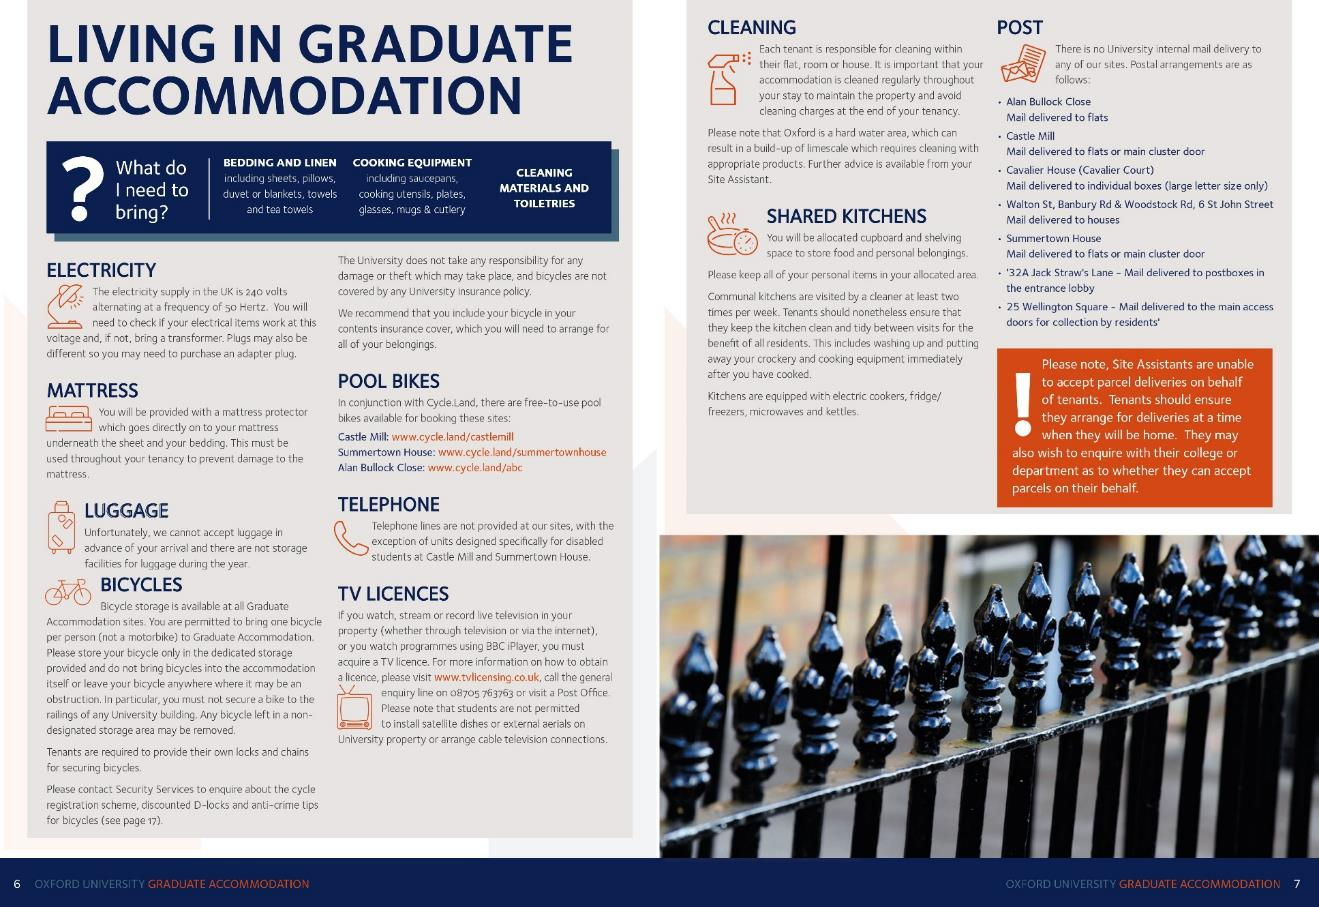 LIVING IN GRADUATE
ACCOMMODATION
?
What do
I need to
bring?
BEDDING AND LINEN
including sheets, pillows,
duvet or blankets, towels
and tea towels
COOKING EQUIPMENT
including saucepans,
cooking utensils, plates,
glasses, mugs & cutlery
CLEANING
MATERIALS AND
TOILETRIES
ELECTRICITY
The electricity supply in the UK is 240 volts
alternating at a frequency of 50 Hertz.  You will
need to check if your electrical items work at this
voltage and, if not, bring a transformer. Plugs may also be
different so you may need to purchase an adapter plug.
MATTRESS
You will be provided with a mattress protector
which goes directly on to your mattress
underneath the sheet and your bedding. This must be
used throughout your tenancy to prevent damage to the
mattress.
LUGGAGE
Unfortunately, we cannot accept luggage in
advance of your arrival and there are not storage
facilities for luggage during the year.
BICYCLES
Bicycle storage is available at all Graduate
Accommodation sites. You are permitted to bring one bicycle
per person (not a motorbike) to Graduate Accommodation.
Please store your bicycle only in the dedicated storage
provided and do not bring bicycles into the accommodation
itself or leave your bicycle anywhere where it may be an
obstruction. In particular, you must not secure a bike to the
railings of any University building. Any bicycle left in a non-
designated storage area may be removed.
Tenants are required to provide their own locks and chains
for securing bicycles.
Please contact Security Services to enquire about the cycle
registration scheme, discounted D-locks and anti-crime tips
for bicycles (see page 17).
The University does not take any responsibility for any
damage or theft which may take place, and bicycles are not
covered by any University insurance policy.
We recommend that you include your bicycle in your
contents insurance cover, which you will need to arrange for
all of your belongings.
POOL BIKES
In conjunction with Cycle.Land, there are free-to-use pool
bikes available for booking these sites:
Castle Mill: www.cycle.land/castlemill
Summertown House: www.cycle.land/summertownhouse
Alan Bullock Close: www.cycle.land/abc
TELEPHONE
Telephone lines are not provided at our sites, with the
exception of units designed specifically for disabled
students at Castle Mill and Summertown House.
TV LICENCES
If you watch, stream or record live television in your
property (whether through television or via the internet),
or you watch programmes using BBC iPlayer, you must
acquire a TV licence. For more information on how to obtain
a licence, please visit www.tvlicensing.co.uk, call the general
enquiry line on 08705 763763 or visit a Post Office.
Please note that students are not permitted
to install satellite dishes or external aerials on
University property or arrange cable television connections.
6 OXFORD UNIVERSITY GRADUATE ACCOMMODATION
CLEANING
Each tenant is responsible for cleaning within
their flat, room or house. It is important that your
accommodation is cleaned regularly throughout
your stay to maintain the property and avoid
cleaning charges at the end of your tenancy.
Please note that Oxford is a hard water area, which can
result in a build-up of limescale which requires cleaning with
appropriate products. Further advice is available from your
Site Assistant.
SHARED KITCHENS
You will be allocated cupboard and shelving
space to store food and personal belongings.
Please keep all of your personal items in your allocated area.
Communal kitchens are visited by a cleaner at least two
times per week. Tenants should nonetheless ensure that
they keep the kitchen clean and tidy between visits for the
benefit of all residents. This includes washing up and putting
away your crockery and cooking equipment immediately
after you have cooked.
Kitchens are equipped with electric cookers, fridge/
freezers, microwaves and kettles.
POST
There is no University internal mail delivery to
any of our sites. Postal arrangements are as
follows:
• Alan Bullock Close
Mail delivered to flats
• Castle Mill
Mail delivered to flats or main cluster door
• Cavalier House (Cavalier Court)
Mail delivered to individual boxes (large letter size only)
• Walton St, Banbury Rd & Woodstock Rd, 6 St John Street
Mail delivered to houses
• Summertown House
Mail delivered to flats or main cluster door
• '32A Jack Straw's Lane – Mail delivered to postboxes in
the entrance lobby
• 25 Wellington Square – Mail delivered to the main access
doors for collection by residents'
!
Please note, Site Assistants are unable
to accept parcel deliveries on behalf
of tenants.  Tenants should ensure
they arrange for deliveries at a time
when they will be home.  They may
also wish to enquire with their college or
department as to whether they can accept
parcels on their behalf.
OXFORD UNIVERSITY GRADUATE ACCOMMODATION 7